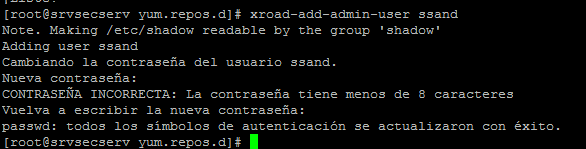 [root@srvsecserv yum.repos.d]# xroad-add-admin-user ssand
Note. Making /etc/shadow readable by the group 'shadow'
Adding user ssand
Cambiando la contraseña del usuario ssand.
Nueva contraseña:
CONTRASEÑA INCORRECTA: La contraseña tiene menos de 8 caracteres
Vuelva a escribir la nueva contraseña:
passwd: todos los símbolos de autenticación se actualizaron con éxito.
[root@srvsecserv yum.repos.d]#